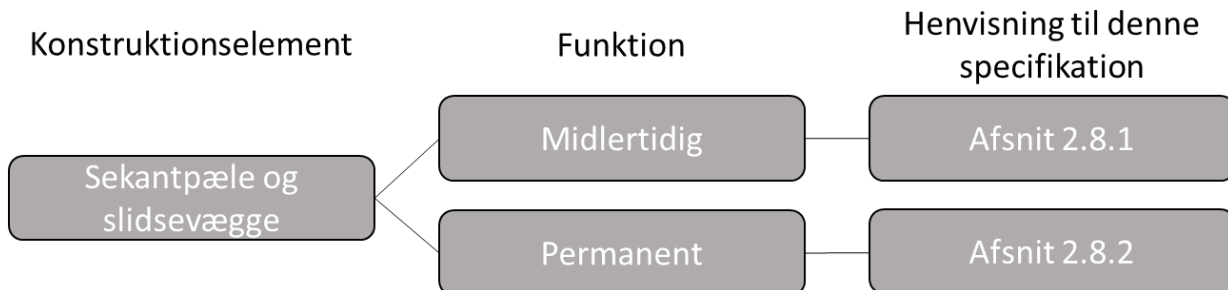 Konstruktionselement
Funktion
Henvisning til denne
specifikation
Sekantpæle og
slidsevægge
Midlertidig
Afsnit 2.8.1
Permanent
Afsnit 2.8.2